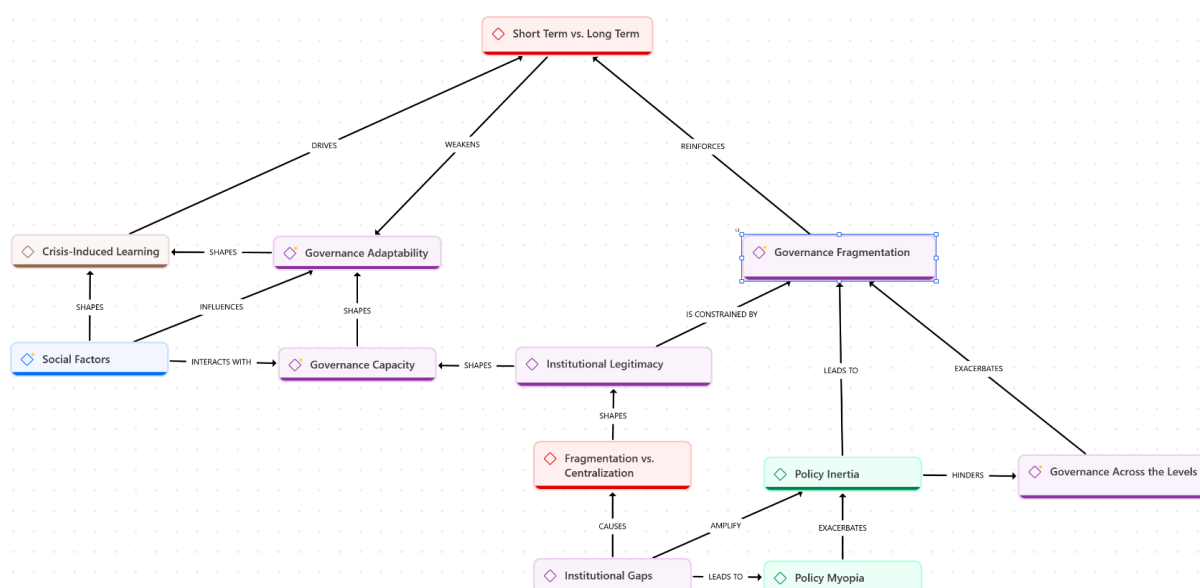 Short Term vs. Long Term
DRIVES
WEAKENS
REINFORCES
Crisis-Induced Learning
SHAPES
Governance Adaptability
Governance Fragmentation
SHAPES
INFLUENCES
SHAPES
IS CONSTRAINED BY
Social Factors
INTERACTS WITH
Governance Capacity
SHAPES
Institutional Legitimacy
LEADS TO
EXACERBATES
SHAPES
Fragmentation vs.
Centralization
Policy Inertia
HINDERS
Governance Across the Levels
CAUSES
AMPLIFY
EXACERBATES
Institutional Gaps
LEADS TO
Policy Myopia